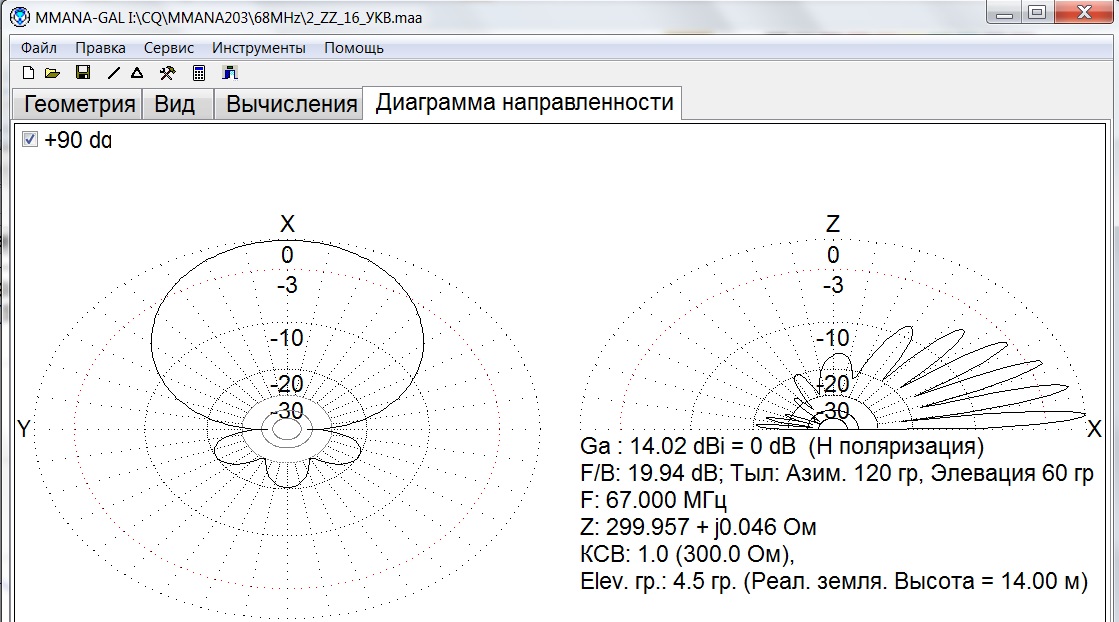 MMANA-GAL I:\CQ\MMANA203\68MHz\2_ZZ_16_УКВ.maa
Файл Правка Сервис Инструменты Помощь
Геометрия Вид Вычисления Диаграмма направленности
+90 dα
X
0
-3
-10
-20
-30
Y
Z
0
-3
-10
-20
-30
X
Ga : 14.02 dBi = 0 dB (H поляризация)
F/B: 19.94 dB; Тыл: Азим. 120 гр, Элевация 60 гр
F: 67.000 МГц
Z: 299.957 + j0.046 Ом
КСВ: 1.0 (300.0 Ом),
Elev. гр.: 4.5 гр. (Реал. земля. Высота = 14.00 м)